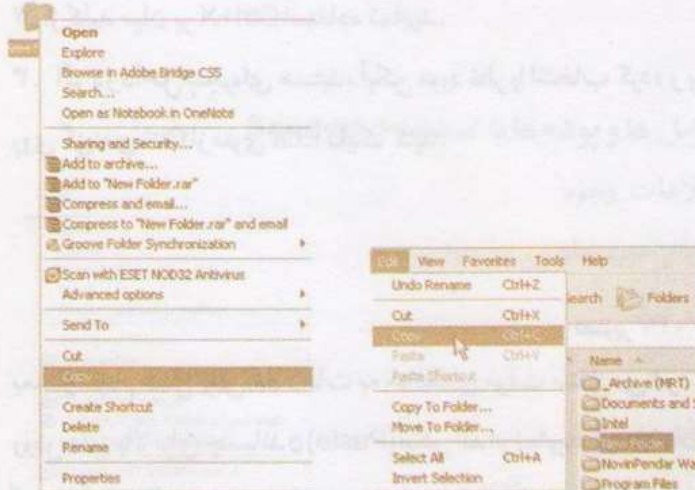 Open
Explore
Browse in Adobe Bridge CS5
Search...
Open as Notebook in OneNote
Sharing and Security...
Add to archive...
Add to "New Folder.rar"
Compress and email...
Compress to "New Folder.rar" and email
Groove Folder Synchronization
Scan with ESET NOD32 Antivirus
Advanced options
Send To
Cut
Copy
Create Shortcut
Delete
Rename
Properties
Edit View Favorites Tools Help
Undo Rename Ctrl+Z
Cut Ctrl+X
Copy Ctrl+C
Paste Ctrl+V
Paste Shortcut
Copy To Folder...
Move To Folder...
Select All Ctrl+A
Invert Selection
earch Folders
Name
_Archive (MRT)
Documents and S
Intel
New Folder
NovinPendar Wa
Program Files